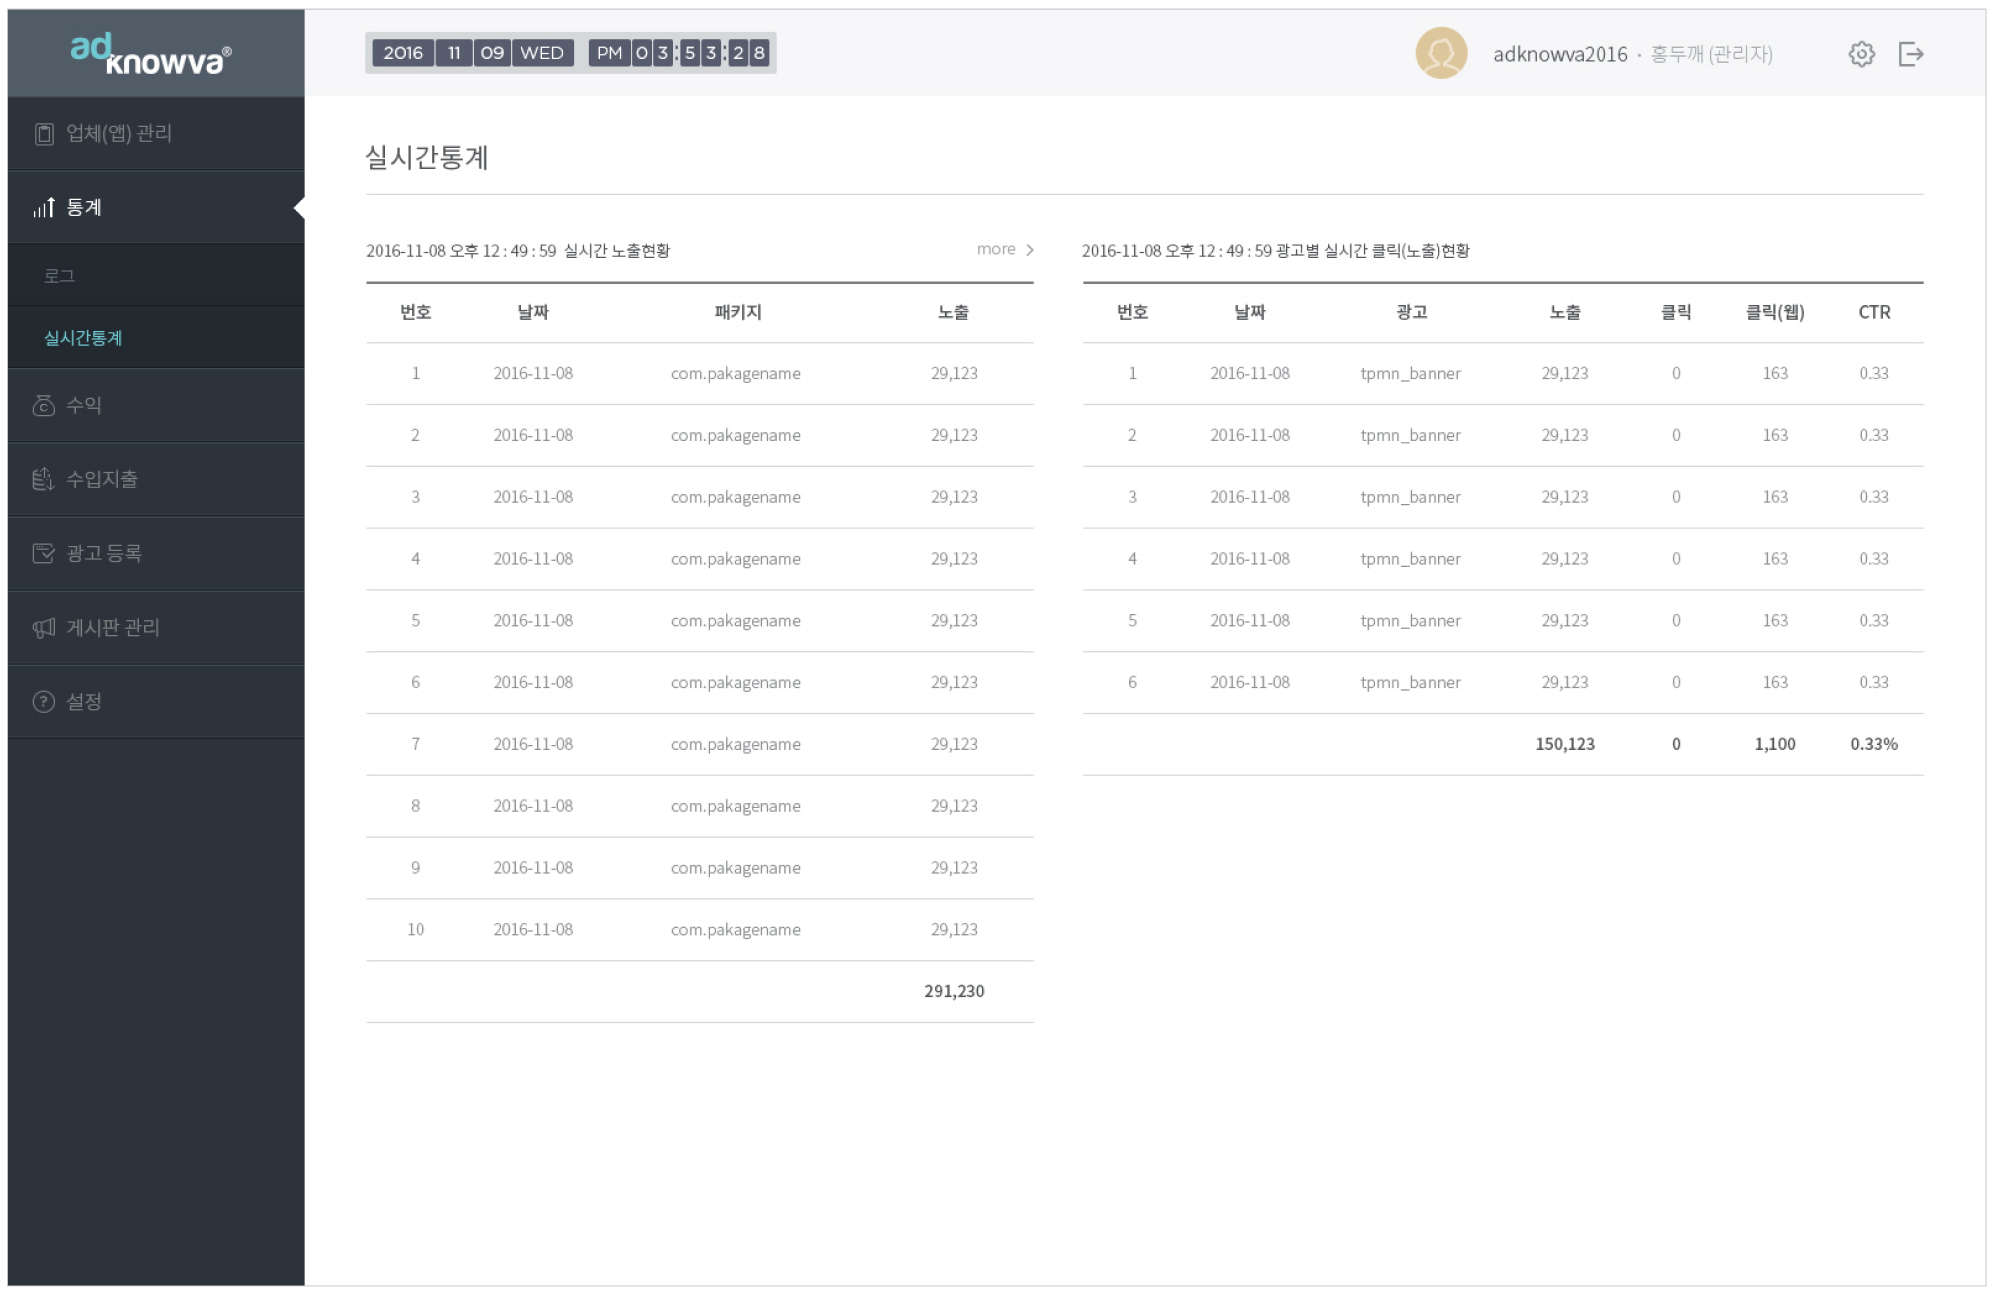 adknowva®
2016 11 09 WED PM 03:53:28
adknowva2016 · 홍두깨 (관리자)
업체(앱) 관리
통계
로그
실시간통계
수익
수입지출
광고 등록
게시판 관리
설정
실시간통계
2016-11-08 오후 12 : 49 : 59 실시간 노출현황 more
번호 날짜 패키지 노출
1 2016-11-08 com.pakagename 29,123
2 2016-11-08 com.pakagename 29,123
3 2016-11-08 com.pakagename 29,123
4 2016-11-08 com.pakagename 29,123
5 2016-11-08 com.pakagename 29,123
6 2016-11-08 com.pakagename 29,123
7 2016-11-08 com.pakagename 29,123
8 2016-11-08 com.pakagename 29,123
9 2016-11-08 com.pakagename 29,123
10 2016-11-08 com.pakagename 29,123
291,230
2016-11-08 오후 12 : 49 : 59 광고별 실시간 클릭(노출)현황
번호 날짜 광고 노출 클릭 클릭(웹) CTR
1 2016-11-08 tpmn_banner 29,123 0 163 0.33
2 2016-11-08 tpmn_banner 29,123 0 163 0.33
3 2016-11-08 tpmn_banner 29,123 0 163 0.33
4 2016-11-08 tpmn_banner 29,123 0 163 0.33
5 2016-11-08 tpmn_banner 29,123 0 163 0.33
6 2016-11-08 tpmn_banner 29,123 0 163 0.33
150,123 0 1,100 0.33%